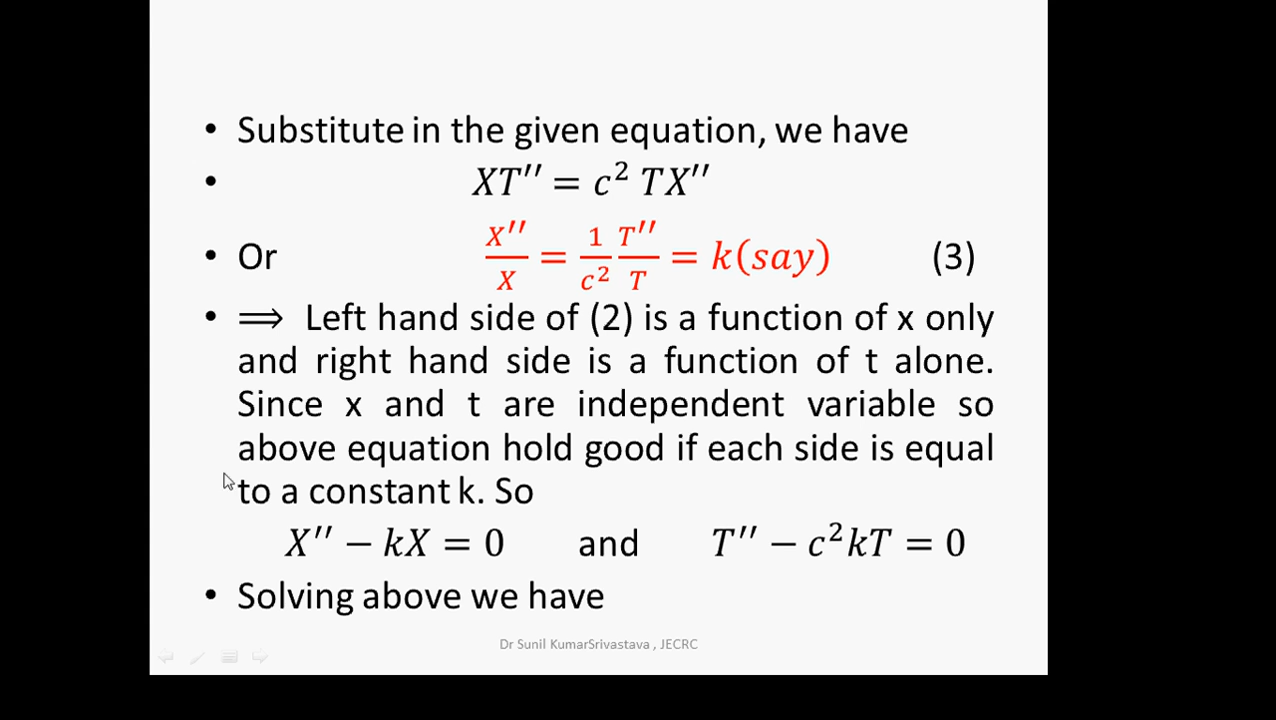 • Substitute in the given equation, we have
• XT′′ = c² TX′′
• Or X′′/X = 1/c² T′′/T = k(say) (3)
• ⟹ Left hand side of (2) is a function of x only
and right hand side is a function of t alone.
Since x and t are independent variable so
above equation hold good if each side is equal
to a constant k. So
X′′ − kX = 0 and T′′ − c²kT = 0
• Solving above we have
Dr Sunil KumarSrivastava , JECRC